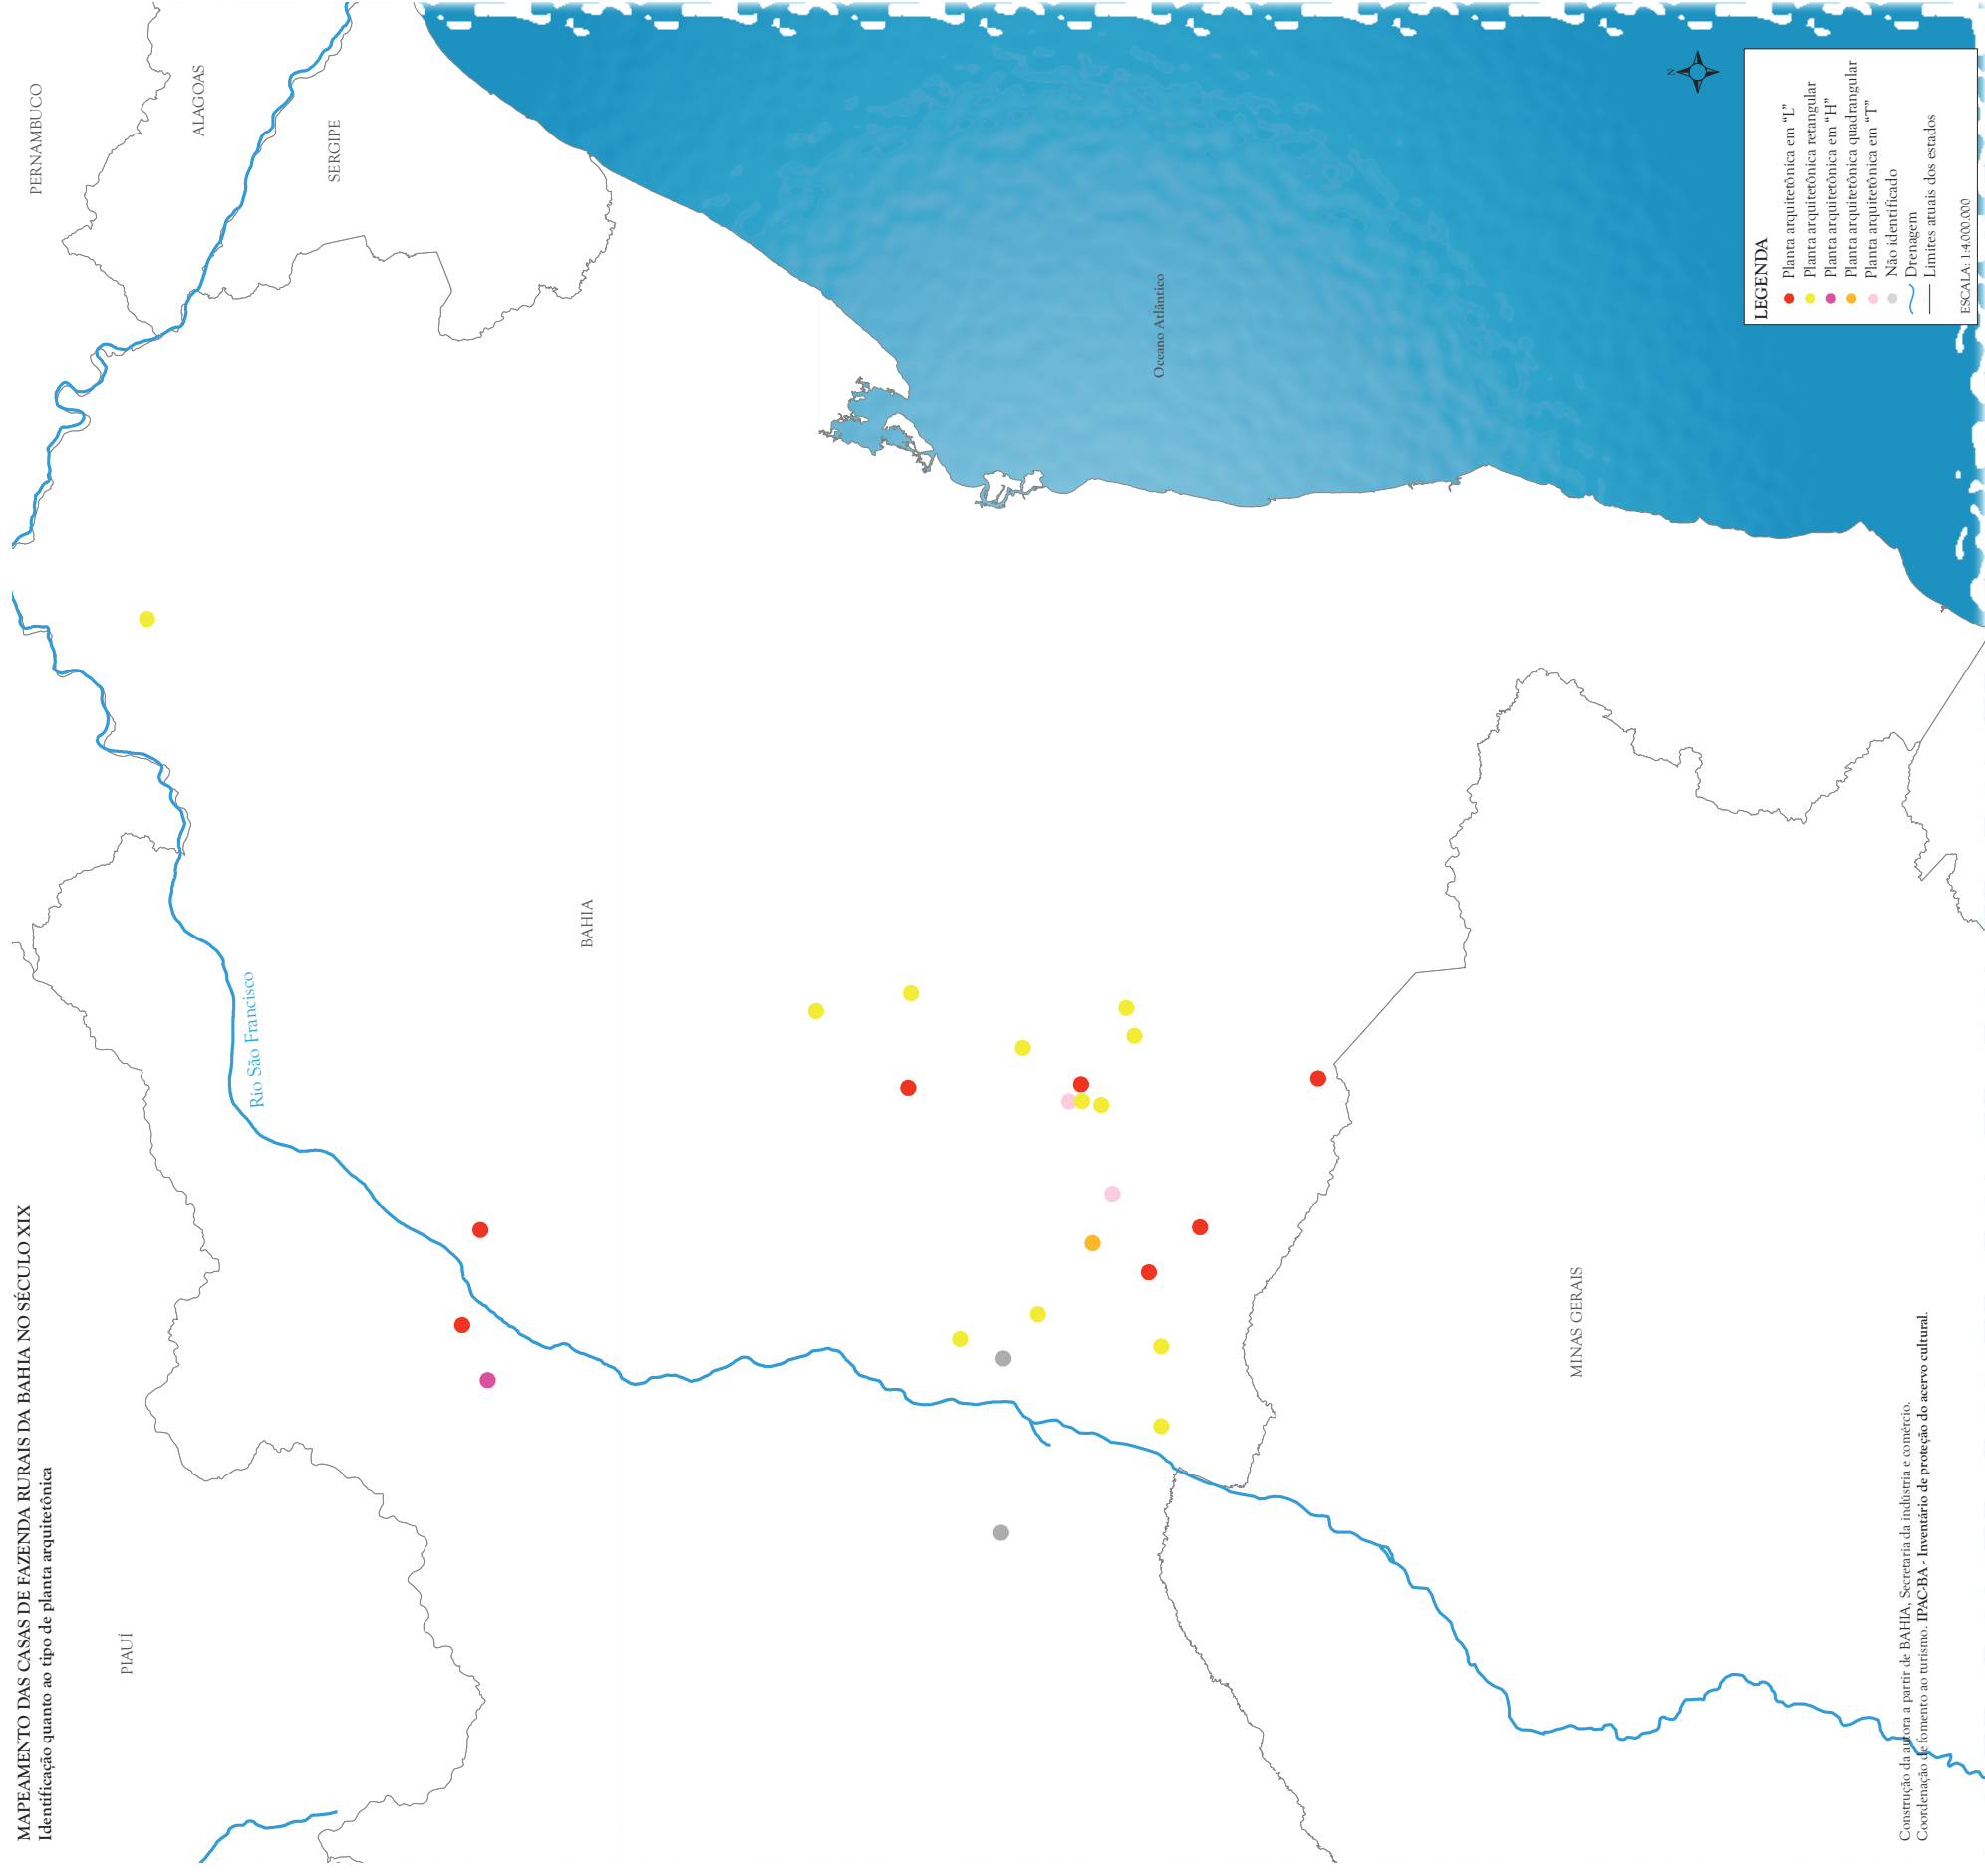 MAPEAMENTO DAS CASAS DE FAZENDA RURAIS DA BAHIA NO SÉCULO XIX
Identificação quanto ao tipo de planta arquitetônica
PERNAMBUCO
ALAGOAS
SERGIPE
PIAUÍ
Rio São Francisco
BAHIA
Oceano Atlântico
MINAS GERAIS
N
LEGENDA
Planta arquitetônica em “L”
Planta arquitetônica retangular
Planta arquitetônica em “H”
Planta arquitetônica quadrangular
Planta arquitetônica em “T”
Não identificado
Drenagem
Limites atuais dos estados
ESCALA: 1:4.000.000
Construção da autora a partir de BAHIA, Secretaria da indústria e comércio.
Coordenação de fomento ao turismo. IPAC-BA - Inventário de proteção do acervo cultural.